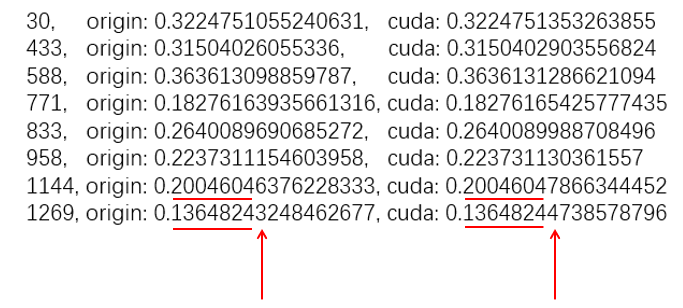 30, origin: 0.3224751055240631, cuda: 0.3224751353263855
433, origin: 0.31504026055336, cuda: 0.3150402903556824
588, origin: 0.363613098859787, cuda: 0.3636131286621094
771, origin: 0.18276163935661316, cuda: 0.18276165425777435
833, origin: 0.2640089690685272, cuda: 0.2640089988708496
958, origin: 0.2237311154603958, cuda: 0.223731130361557
1144, origin: 0.20046046376228333, cuda: 0.20046047866344452
1269, origin: 0.13648243248462677, cuda: 0.13648244738578796